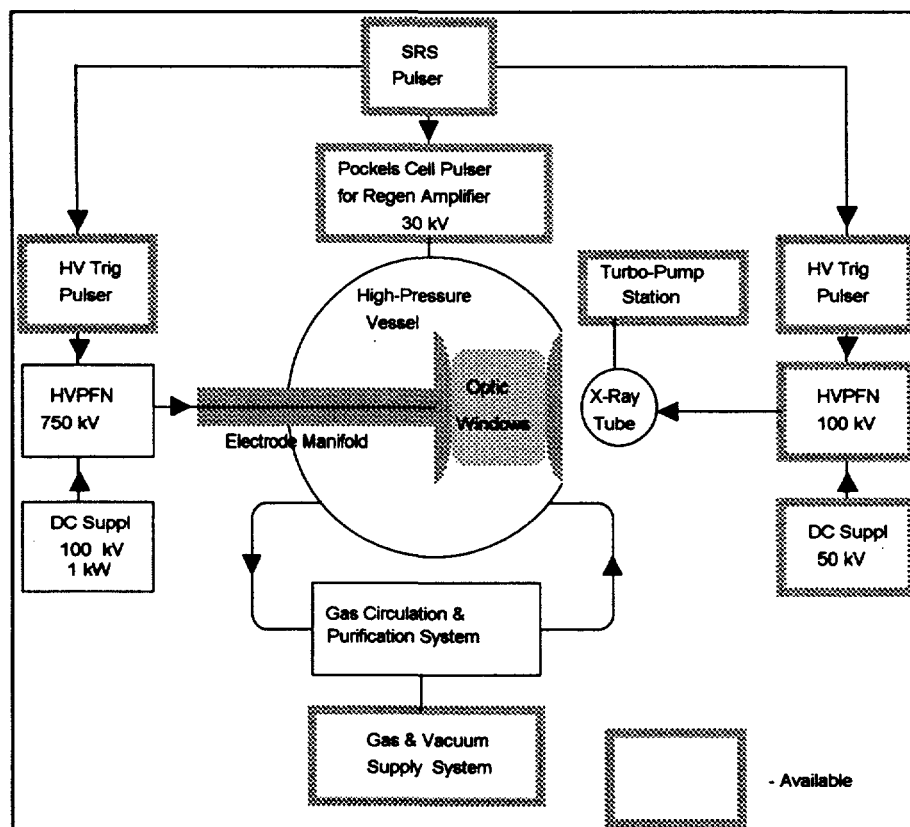 SRS
Pulser
Pockels Cell Pulser
for Regen Amplifier
30 kV
HV Trig
Pulser
High-Pressure
Vessel
Turbo-Pump
Station
HV Trig
Pulser
HVPFN
750 kV
Optic
Windows
X-Ray
Tube
HVPFN
100 kV
Electrode Manifold
DC Suppl
100 kV
1 kW
DC Suppl
50 kV
Gas Circulation &
Purification System
Gas & Vacuum
Supply System
- Available